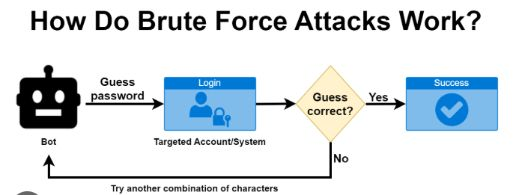 How Do Brute Force Attacks Work?
Guess
password
Login
Guess
correct?
Yes
Success
Bot
Targeted Account/System
No
Try another combination of characters